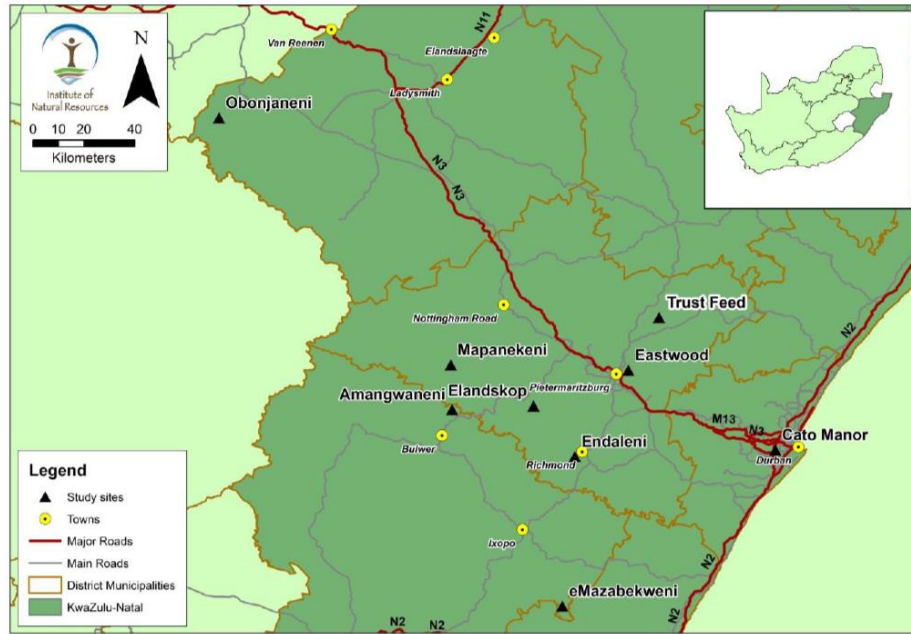 Institute of
Natural Resources
N
0 10 20 40
Kilometers
Van Reenen
N11
Elandslaagte
Ladysmith
Obonjaneni
N3
N3
Nottingham Road
Trust Feed
Mapanekeni
Eastwood
Amangwaneni
Elandskop
Pietermaritzburg
N2
M13
N3
Cato Manor
Durban
Bulwer
Endaleni
Richmond
Ixopo
N2
eMazabekweni
N2
N2
N2
Legend
Study sites
Towns
Major Roads
Main Roads
District Municipalities
KwaZulu-Natal